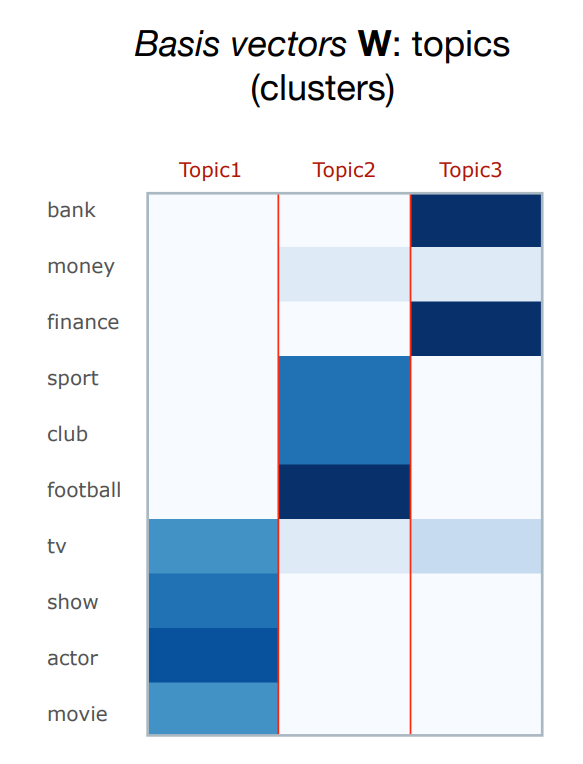 Basis vectors W: topics
(clusters)
Topic1 Topic2 Topic3
bank
money
finance
sport
club
football
tv
show
actor
movie